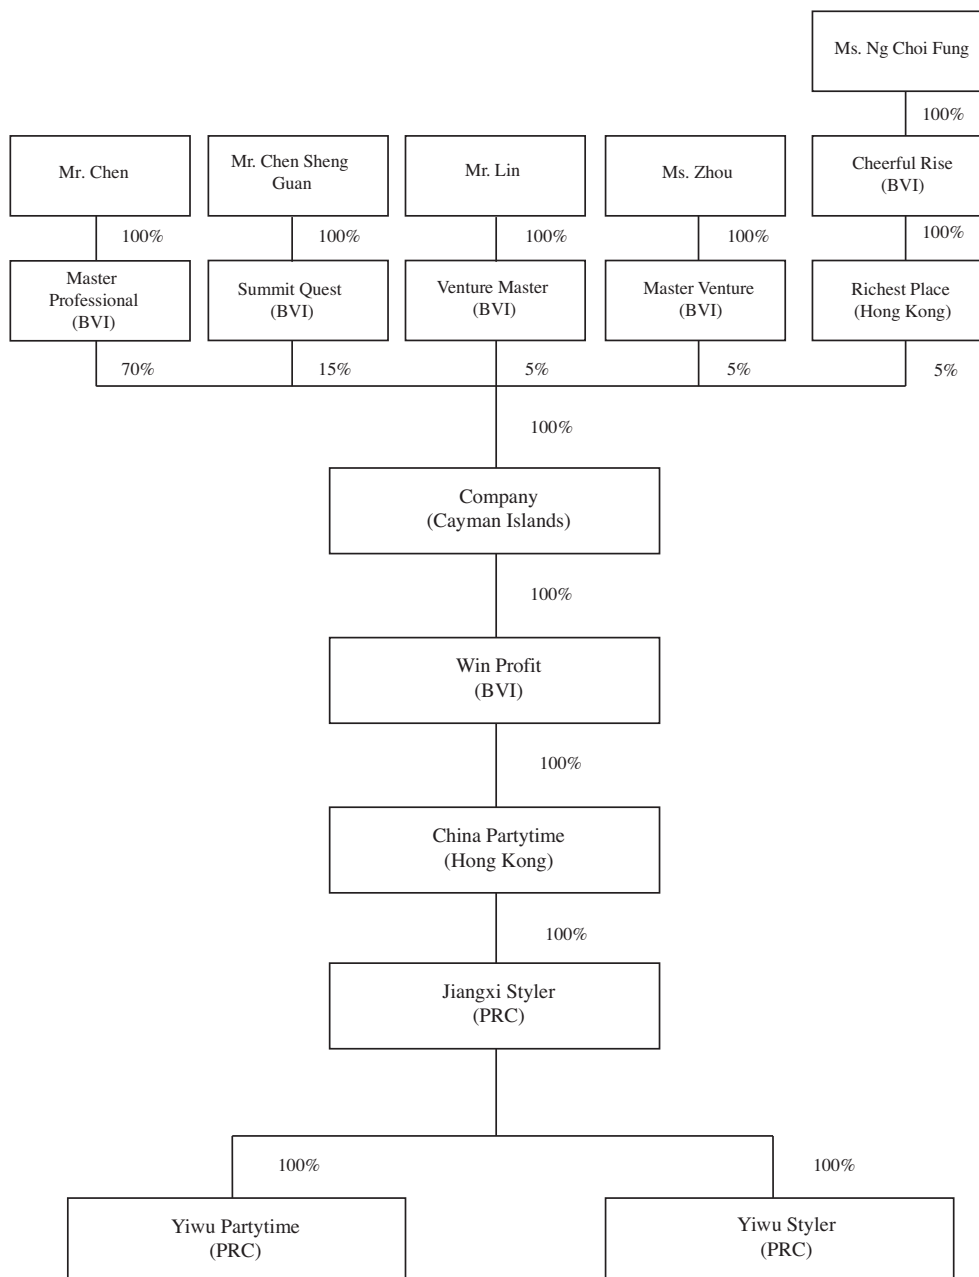 Ms. Ng Choi Fung
100%
Mr. Chen
Mr. Chen Sheng
Guan
Mr. Lin
Ms. Zhou
Cheerful Rise
(BVI)
100%
100%
100%
100%
100%
Master
Professional
(BVI)
Summit Quest
(BVI)
Venture Master
(BVI)
Master Venture
(BVI)
Richest Place
(Hong Kong)
70%
15%
5%
5%
5%
100%
Company
(Cayman Islands)
100%
Win Profit
(BVI)
100%
China Partytime
(Hong Kong)
100%
Jiangxi Styler
(PRC)
100%
100%
Yiwu Partytime
(PRC)
Yiwu Styler
(PRC)